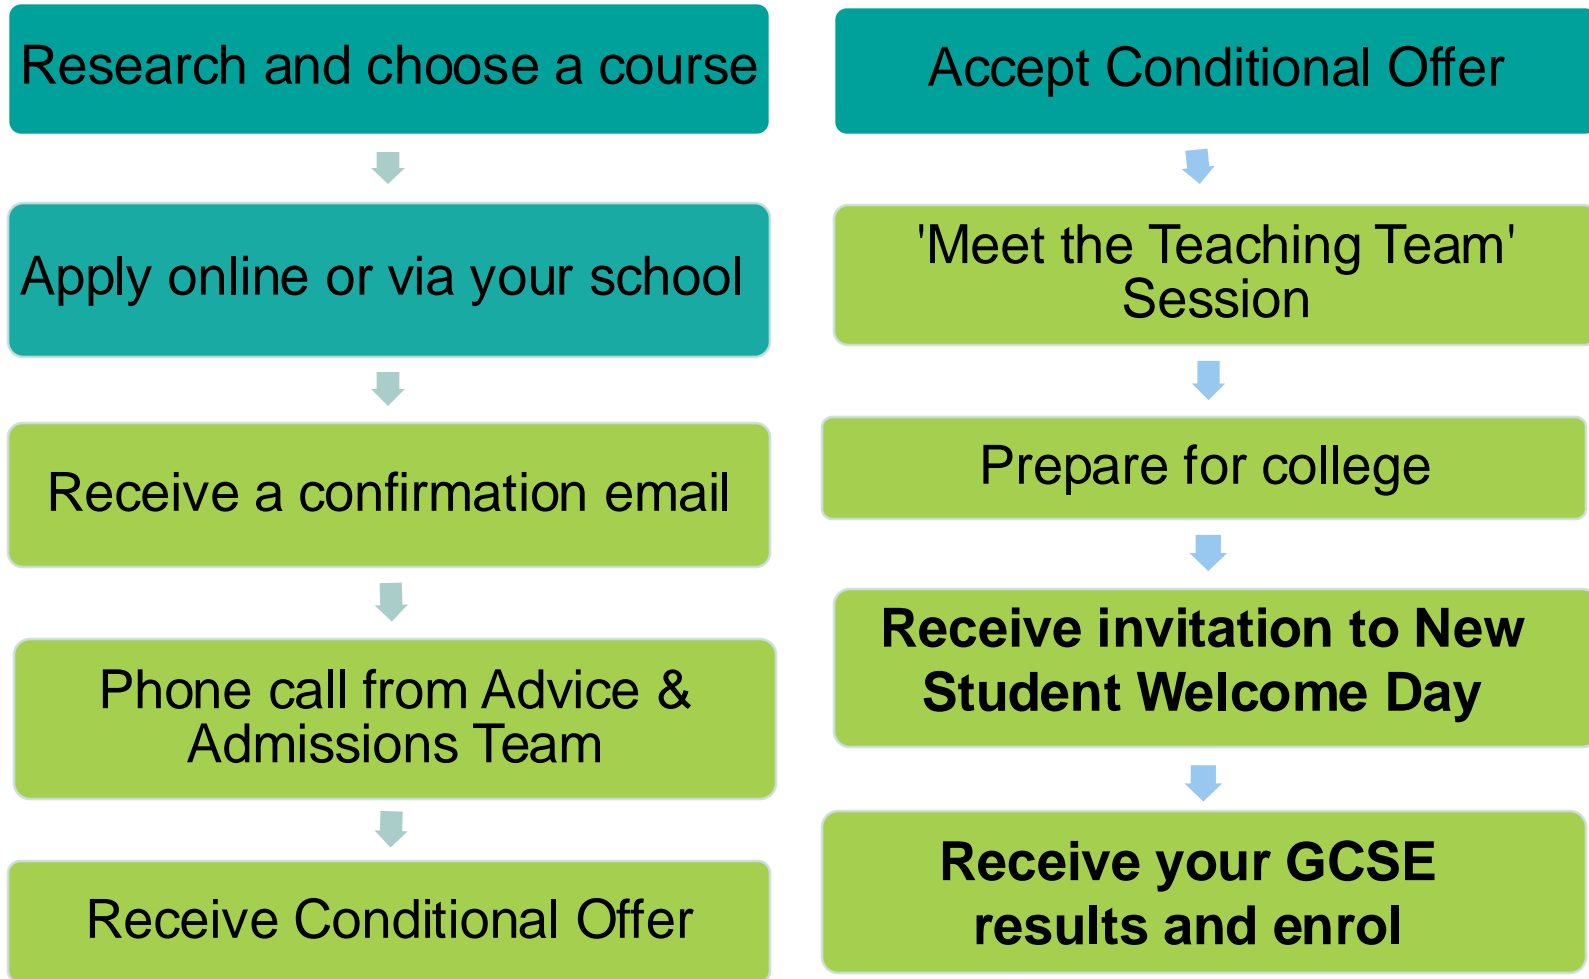 Research and choose a course
Apply online or via your school
Receive a confirmation email
Phone call from Advice &
Admissions Team
Receive Conditional Offer
Accept Conditional Offer
'Meet the Teaching Team'
Session
Prepare for college
Receive invitation to New
Student Welcome Day
Receive your GCSE
results and enrol